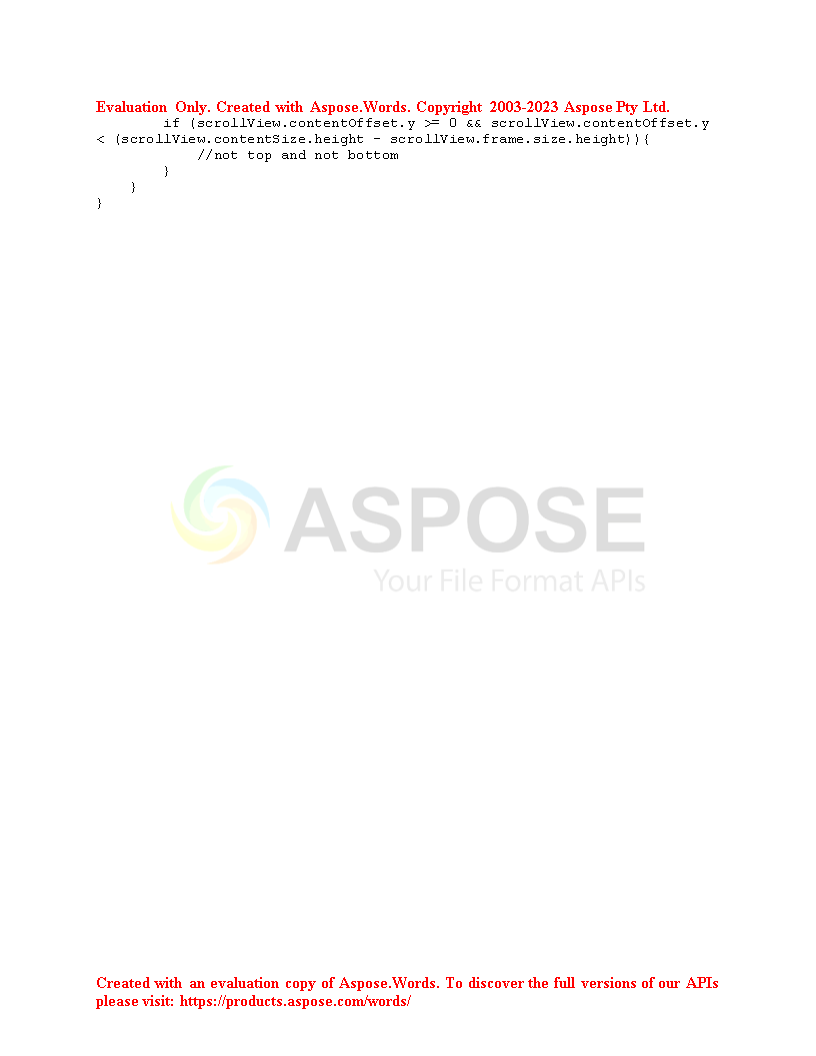 Evaluation Only. Created with Aspose.Words. Copyright 2003-2023 Aspose Pty Ltd.
        if (scrollView.contentOffset.y >= 0 && scrollView.contentOffset.y
< (scrollView.contentSize.height - scrollView.frame.size.height)){
            //not top and not bottom
        }
    }
}
ASPOSE
Your File Format APIs
Created with an evaluation copy of Aspose.Words. To discover the full versions of our APIs
please visit: https://products.aspose.com/words/